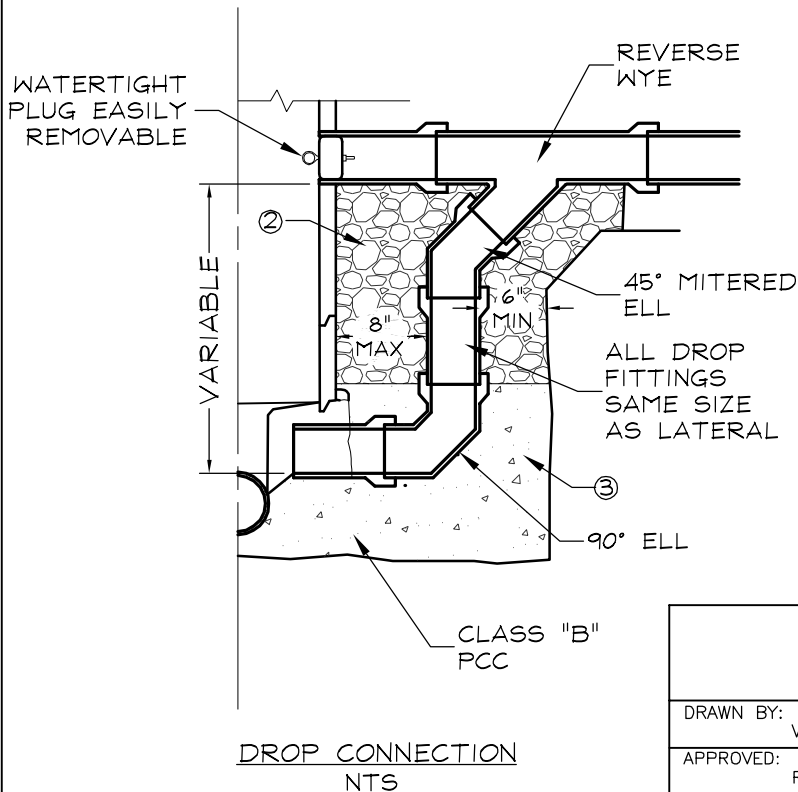 REVERSE
WYE
WATERTIGHT
PLUG EASILY
REMOVABLE
②
VARIABLE
45° MITERED
ELL
6"
MIN
8"
MAX
ALL DROP
FITTINGS
SAME SIZE
AS LATERAL
③
90° ELL
CLASS "B"
PCC
DROP CONNECTION
NTS
DRAWN BY:
APPROVED: